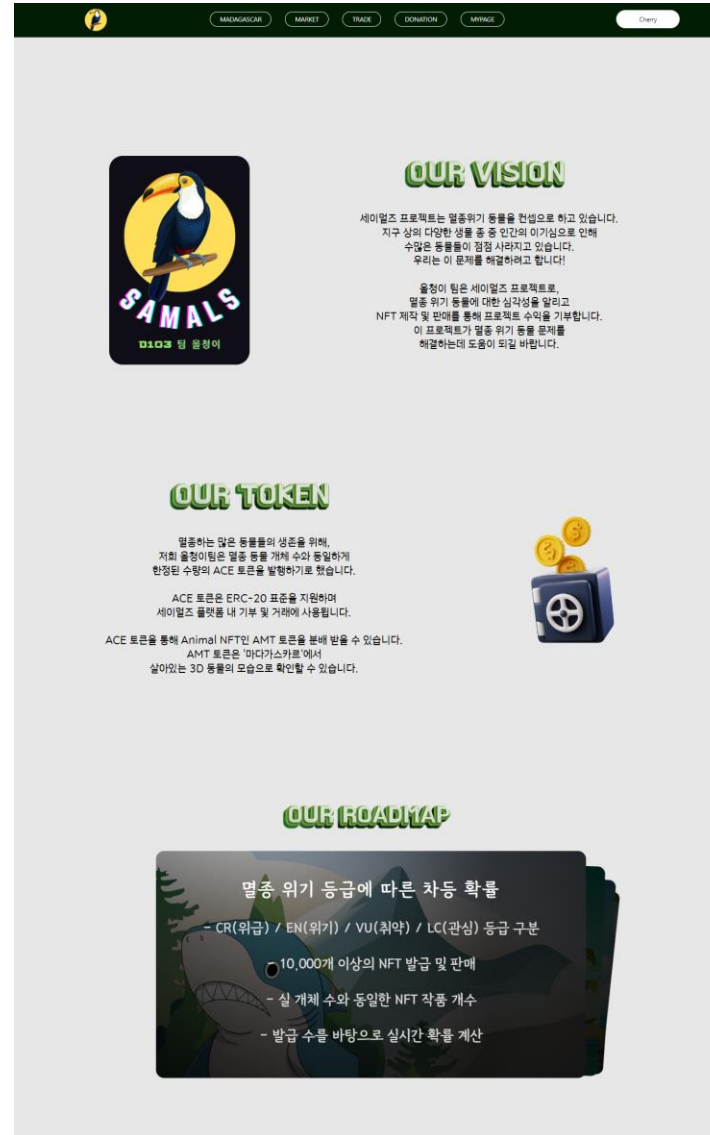 MADAGASCAR
MARKET
TRADE
DONATION
MYPAGE
Cherry
SAMALS
D103 팀 올청이
OUR VISION
세이멀즈 프로젝트는 멸종위기 동물을 컨셉으로 하고 있습니다.
지구 상의 다양한 생물 종 중 인간의 이기심으로 인해
수많은 동물들이 점점 사라지고 있습니다.
우리는 이 문제를 해결하려고 합니다!
올청이 팀은 세이멀즈 프로젝트로,
멸종 위기 동물에 대한 심각성을 알리고
NFT 제작 및 판매를 통해 프로젝트 수익을 기부합니다.
이 프로젝트가 멸종 위기 동물 문제를
해결하는데 도움이 되길 바랍니다.
OUR TOKEN
멸종하는 많은 동물들의 생존을 위해,
저희 올청이팀은 멸종 동물 개체 수와 동일하게
한정된 수량의 ACE 토큰을 발행하기로 했습니다.
ACE 토큰은 ERC-20 표준을 지원하며
세이멀즈 플랫폼 내 기부 및 거래에 사용됩니다.
ACE 토큰을 통해 Animal NFT인 AMT 토큰을 분배 받을 수 있습니다.
AMT 토큰은 '마다가스카르'에서
살아있는 3D 동물의 모습으로 확인할 수 있습니다.
OUR ROADMAP
멸종 위기 등급에 따른 차등 확률
- CR(위급) / EN(위기) / VU(취약) / LC(관심) 등급 구분
- 10,000개 이상의 NFT 발급 및 판매
- 실 개체 수와 동일한 NFT 작품 개수
- 발급 수를 바탕으로 실시간 확률 계산